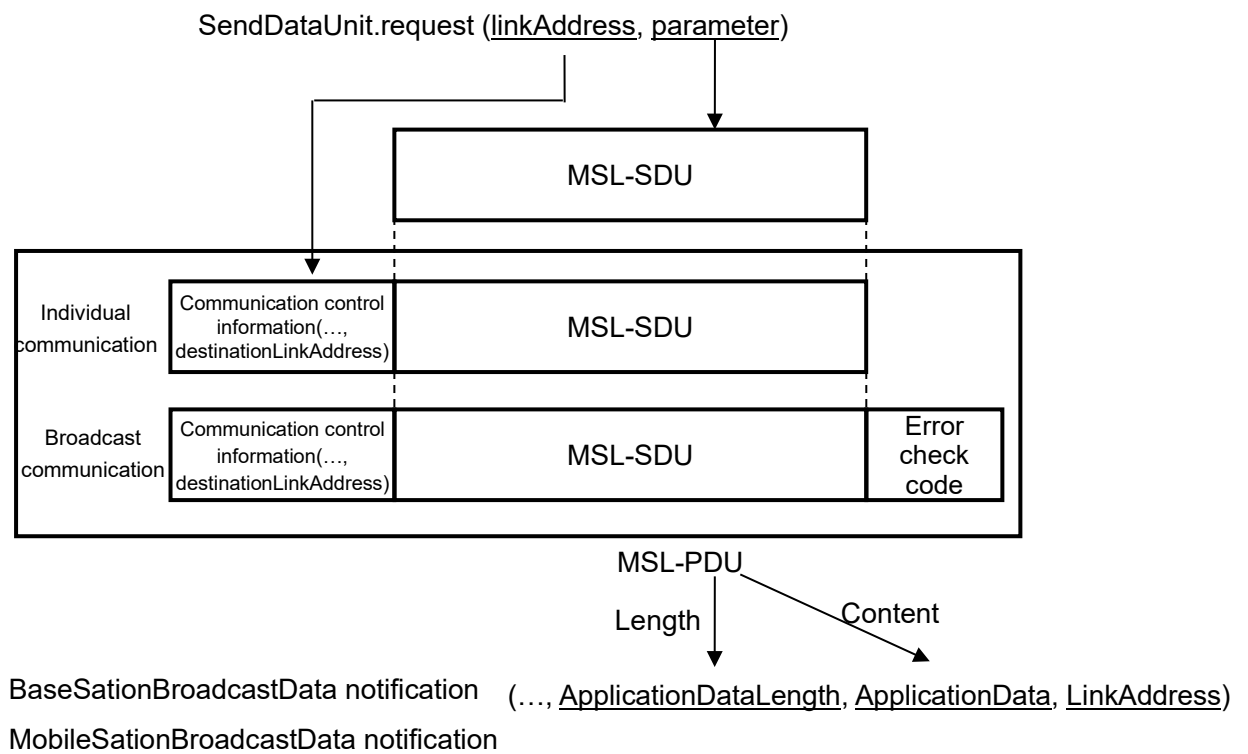 SendDataUnit.request (linkAddress, parameter)
MSL-SDU
Individual
communication
Communication control
information(…,
destinationLinkAddress)
MSL-SDU
Broadcast
communication
Communication control
information(…,
destinationLinkAddress)
MSL-SDU
Error
check
code
MSL-PDU
Length
Content
BaseSationBroadcastData notification (…, ApplicationDataLength, ApplicationData, LinkAddress)
MobileSationBroadcastData notification